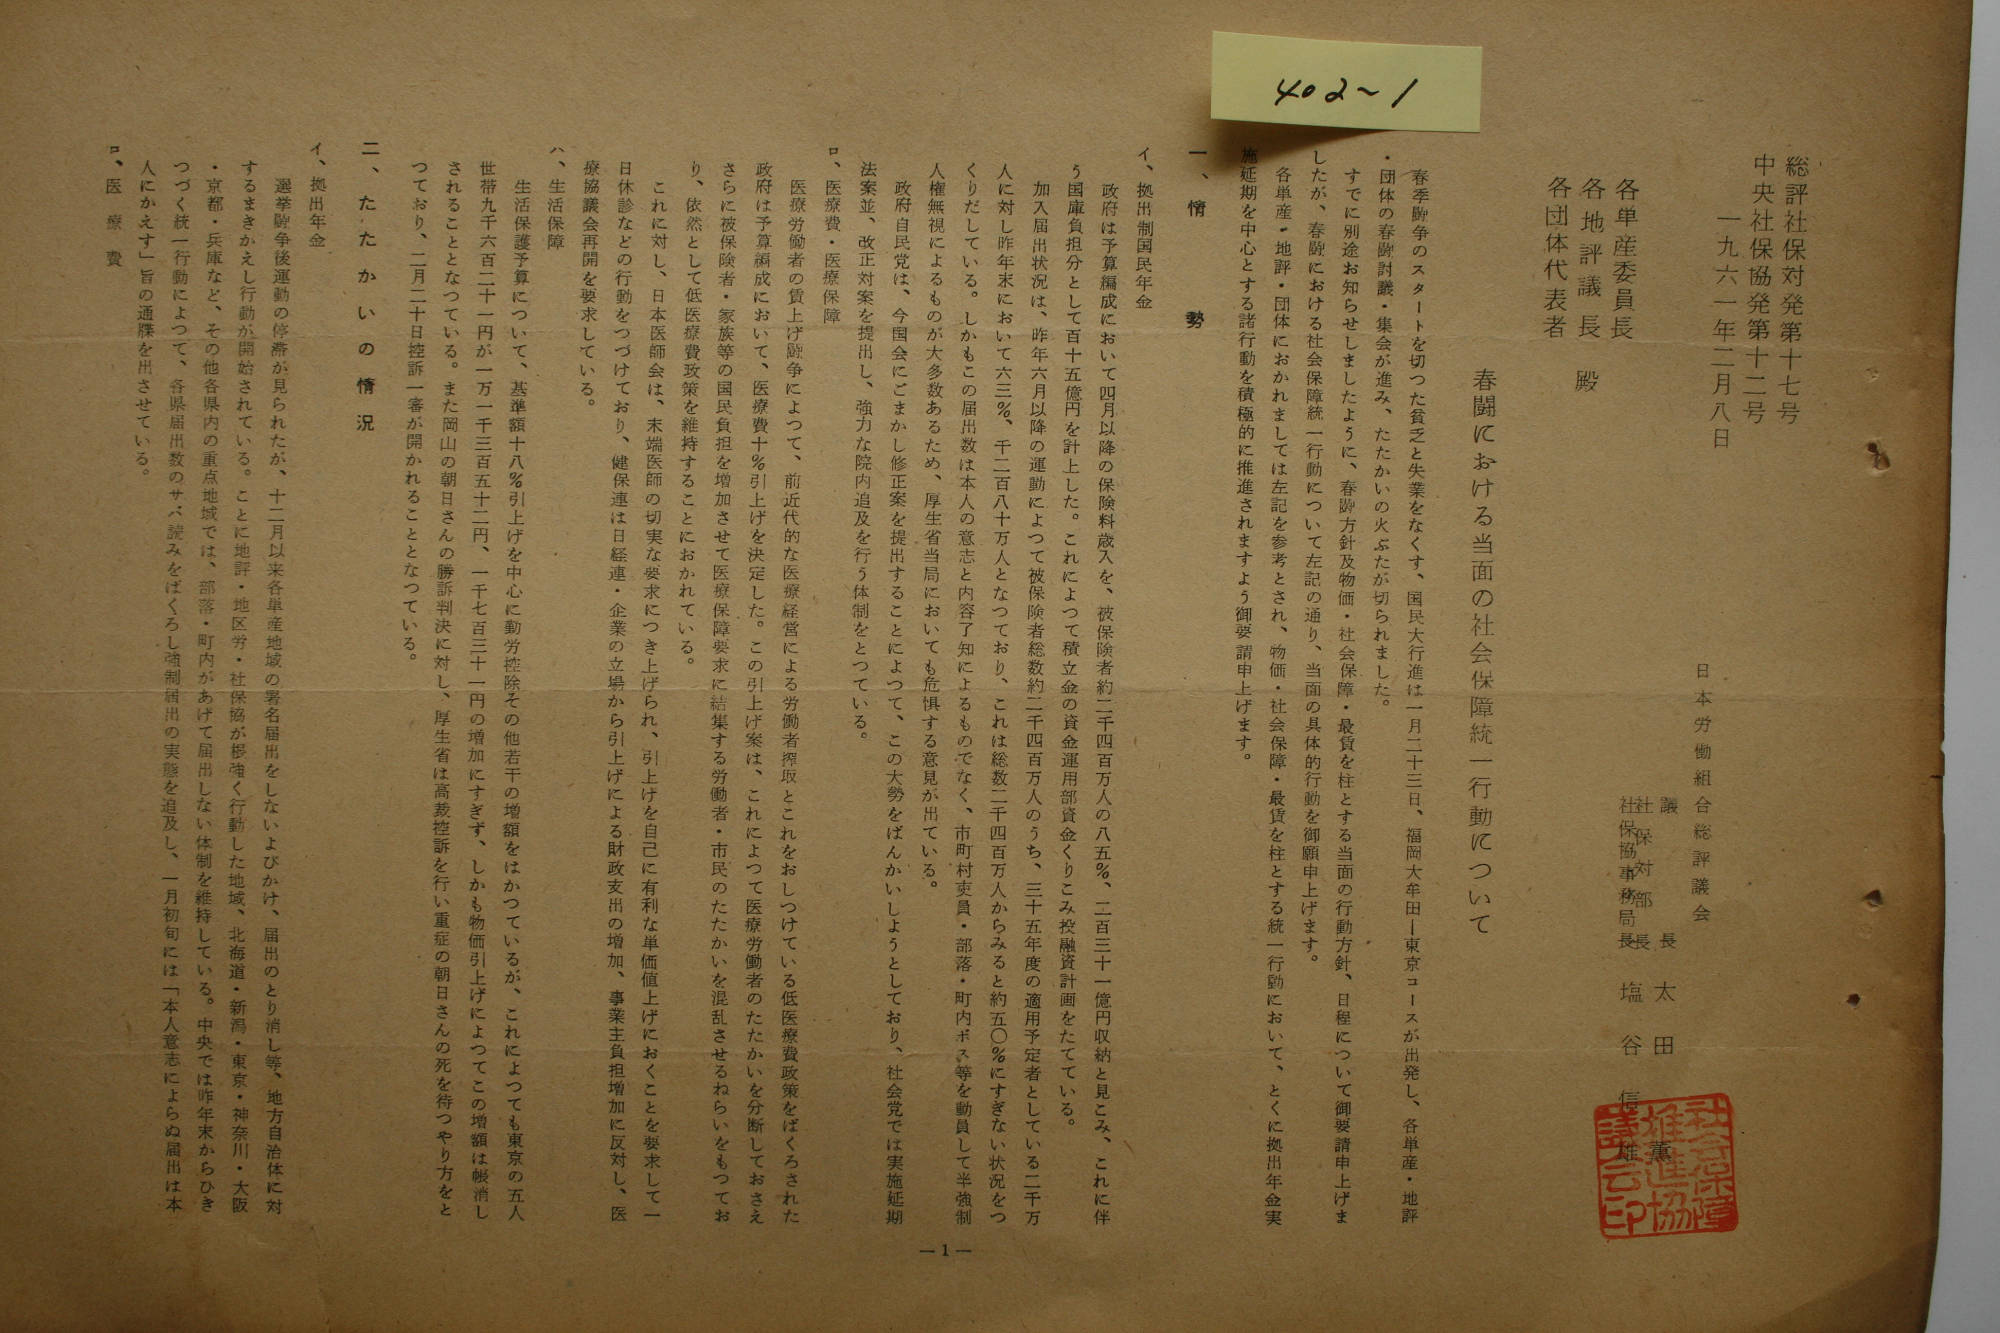 402~1
総評社保対発第十七号
中央社保協発第十二号
一九六一年二月八日
日本労働組合総評議会
議長 太田 薫
社保対部長
社保協事務局長 塩谷信雄
社会保障推進協議会印
各単産委員長
各地評議長 殿
各団体代表者
春闘における当面の社会保障統一行動について
春季闘争のスタートを切つた貧乏と失業をなくす、国民大行進は一月二十三日、福岡大牟田―東京コースが出発し、各単産・地評
・団体の春闘討議・集会が進み、たたかいの火ぶたが切られました。
すでに別途お知らせしましたように、春闘方針及物価・社会保障・最賃を柱とする当面の行動方針、日程について御要請申上げま
したが、春闘における社会保障統一行動について左記の通り、当面の具体的行動を御願申上げます。
各単産・地評・団体におかれましては左記を参考とされ、物価・社会保障・最賃を柱とする統一行動において、とくに拠出年金実
施延期を中心とする諸行動を積極的に推進されますよう御要請申上げます。
一、情勢
イ、拠出制国民年金
政府は予算編成において四月以降の保険料歳入を、被保険者約二千四百万人の八五％、二百三十一億円収納と見こみ、これに伴
う国庫負担分として百十五億円を計上した。これによつて積立金の資金運用部資金くりこみ投融資計画をたてている。
加入届出状況は、昨年六月以降の運動によつて被保険者総数約二千四百万人のうち、三十五年度の適用予定者としている二千万
人に対し昨年末において六三％、千二百八十万人となつており、これは総数二千四百万人からみると約五〇％にすぎない状況をつ
くりだしている。しかもこの届出数は本人の意志と内容了知によるものでなく、市町村吏員・部落・町内ボス等を動員して半強制
人権無視によるものが大多数あるため、厚生省当局においても危惧する意見が出ている。
政府自民党は、今国会にごまかし修正案を提出することによつて、この大勢をばんかいしようとしており、社会党では実施延期
法案並、改正対案を提出し、強力な院内追及を行う体制をとつている。
ロ、医療費・医療保障
医療労働者の賃上げ闘争によつて、前近代的な医療経営による労働者搾取とこれをおしつけている低医療費政策をばくろされた
政府は予算編成において、医療費十％引上げを決定した。この引上げ案は、これによつて医療労働者のたたかいを分断しておさえ
さらに被保険者・家族等の国民負担を増加させて医療保障要求に結集する労働者・市民のたたかいを混乱させるねらいをもつてお
り、依然として低医療費政策を維持することにおかれている。
これに対し、日本医師会は、末端医師の切実な要求につき上げられ、引上げを自己に有利な単価値上げにおくことを要求して一
日休診などの行動をつづけており、健保連は日経連・企業の立場から引上げによる財政支出の増加、事業主負担増加に反対し、医
療協議会再開を要求している。
ハ、生活保障
生活保護予算について、基準額十八％引上げを中心に勤労控除その他若干の増額をはかつているが、これによつても東京の五人
世帯九千六百二十一円が一万一千三百五十二円、一千七百三十一円の増加にすぎず、しかも物価引上げによつてこの増額は帳消し
されることとなつている。また岡山の朝日さんの勝訴判決に対し、厚生省は高裁控訴を行い重症の朝日さんの死を待つやり方をと
つており、二月二十日控訴一審が開かれることとなつている。
二、たたかいの情況
イ、拠出年金
選挙闘争後運動の停滞が見られたが、十二月以来各単産地域の署名届出をしないよびかけ、届出のとり消し等、地方自治体に対
するまきかえし行動が開始されている。ことに地評・地区労・社保協が根強く行動した地域、北海道・新潟・東京・神奈川・大阪
・京都・兵庫など、その他各県内の重点地域では、部落・町内があげて届出しない体制を維持している。中央では昨年末からひき
つづく統一行動によつて、各県届出数のサバ読みをばくろし強制届出の実態を追及し、一月初旬には「本人意志によらぬ届出は本
人にかえす」旨の通牒を出させている。
ロ、医療費
―1―